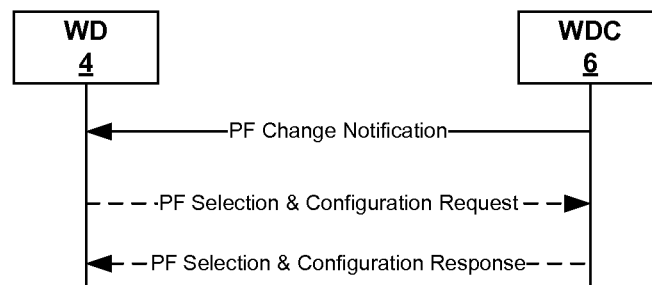 WD
4
WDC
6
PF Change Notification
PF Selection & Configuration Request
PF Selection & Configuration Response